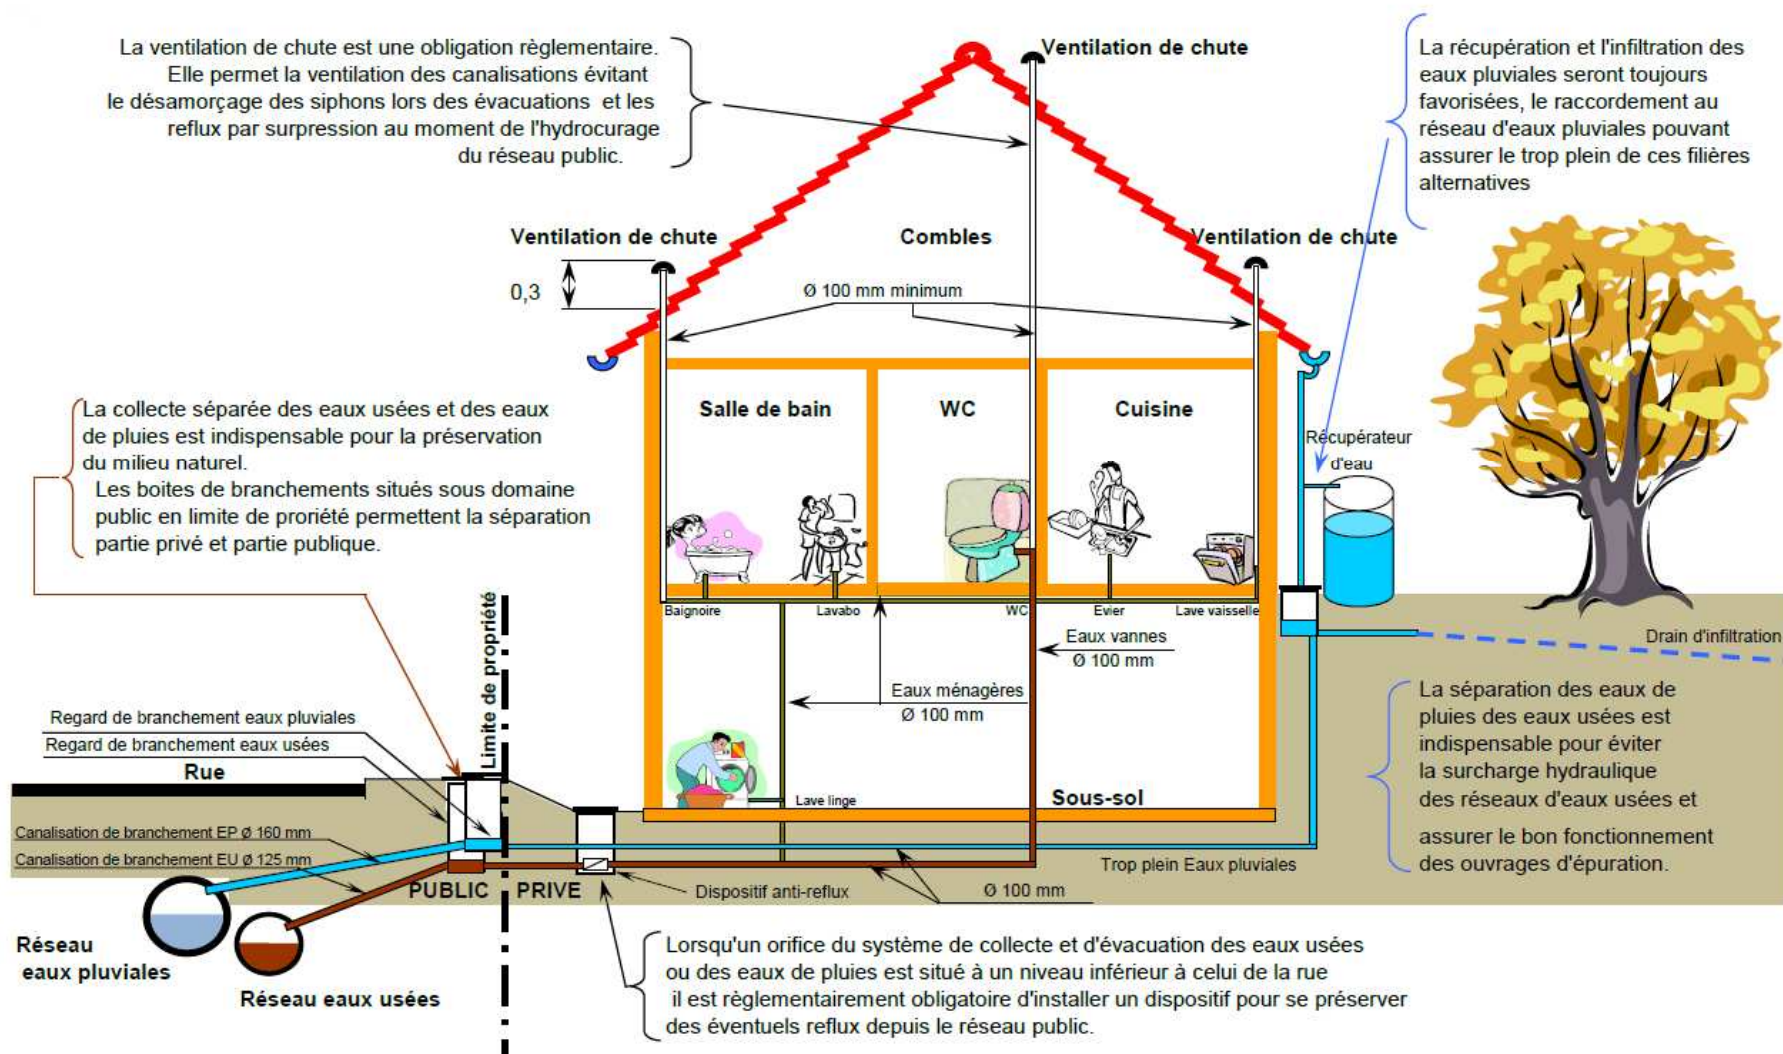 La ventilation de chute est une obligation règlementaire.
Elle permet la ventilation des canalisations évitant
le désamorçage des siphons lors des évacuations et les
reflux par surpression au moment de l'hydrocurage
du réseau public.
Ventilation de chute
La récupération et l'infiltration des
eaux pluviales seront toujours
favorisées, le raccordement au
réseau d'eaux pluviales pouvant
assurer le trop plein de ces filières
alternatives
Ventilation de chute
Combles
Ventilation de chute
0,3
Ø 100 mm minimum
La collecte séparée des eaux usées et des eaux
de pluies est indispensable pour la préservation
du milieu naturel.
Les boites de branchements situés sous domaine
public en limite de proriété permettent la séparation
partie privé et partie publique.
Salle de bain
WC
Cuisine
Récupérateur
d'eau
Baignoire
Lavabo
WC
Evier
Lave vaisselle
Limite de propriété
Eaux vannes
Ø 100 mm
Drain d'infiltration
Eaux ménagères
Ø 100 mm
La séparation des eaux de
pluies des eaux usées est
indispensable pour éviter
la surcharge hydraulique
des réseaux d'eaux usées et
assurer le bon fonctionnement
des ouvrages d'épuration.
Regard de branchement eaux pluviales
Regard de branchement eaux usées
Rue
Lave linge
Sous-sol
Canalisation de branchement EP Ø 160 mm
Canalisation de branchement EU Ø 125 mm
PUBLIC
PRIVE
Dispositif anti-reflux
Ø 100 mm
Trop plein Eaux pluviales
Réseau
eaux pluviales
Réseau eaux usées
Lorsqu'un orifice du système de collecte et d'évacuation des eaux usées
ou des eaux de pluies est situé à un niveau inférieur à celui de la rue
il est règlementairement obligatoire d'installer un dispositif pour se préserver
des éventuels reflux depuis le réseau public.